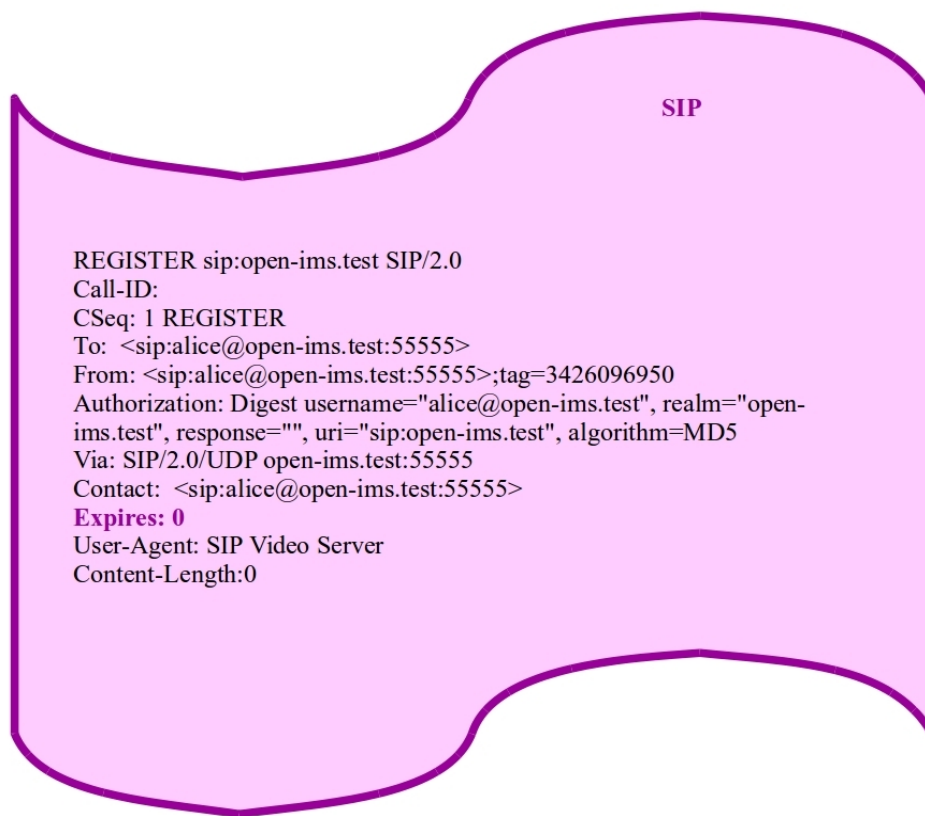 SIP
REGISTER sip:open-ims.test SIP/2.0
Call-ID:
CSeq: 1 REGISTER
To:  <sip:alice@open-ims.test:55555>
From: <sip:alice@open-ims.test:55555>;tag=3426096950
Authorization: Digest username="alice@open-ims.test", realm="open-
ims.test", response="", uri="sip:open-ims.test", algorithm=MD5
Via: SIP/2.0/UDP open-ims.test:55555
Contact:  <sip:alice@open-ims.test:55555>
Expires: 0
User-Agent: SIP Video Server
Content-Length:0